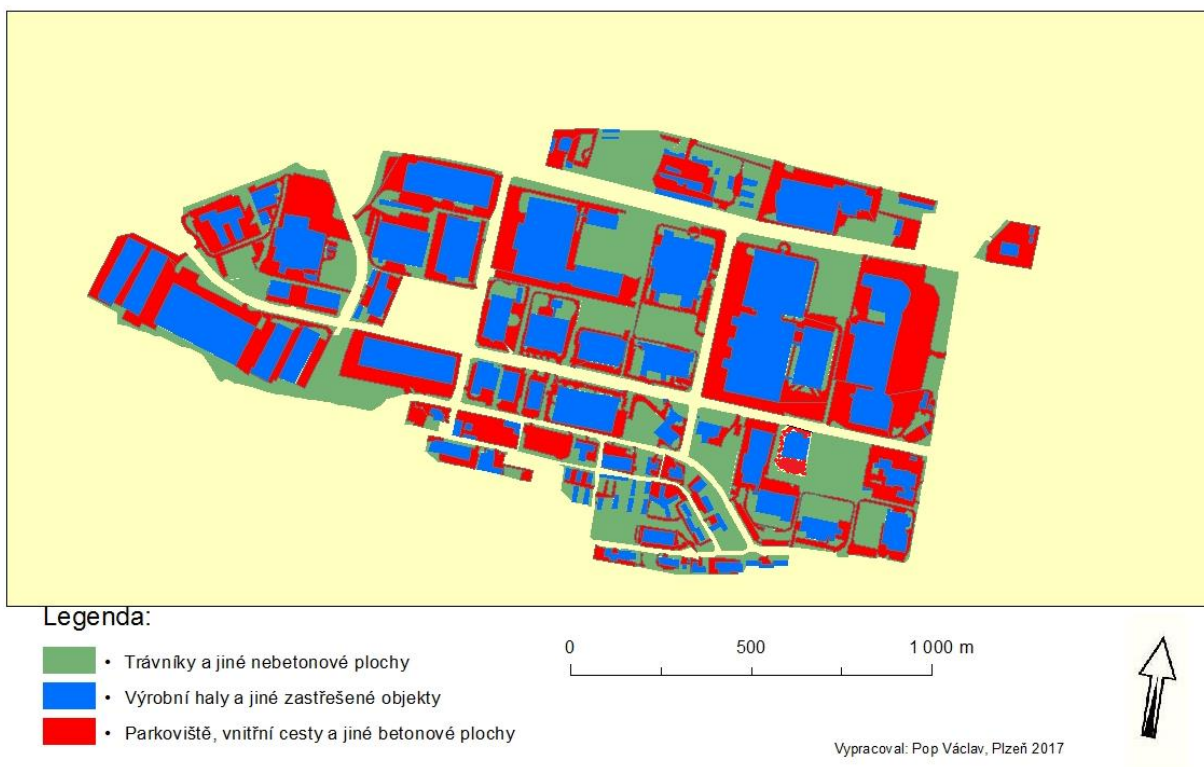 Legenda:
• Trávníky a jiné nebetonové plochy
• Výrobní haly a jiné zastřešené objekty
• Parkoviště, vnitřní cesty a jiné betonové plochy
0 500 1 000 m
Vypracoval: Pop Václav, Plzeň 2017